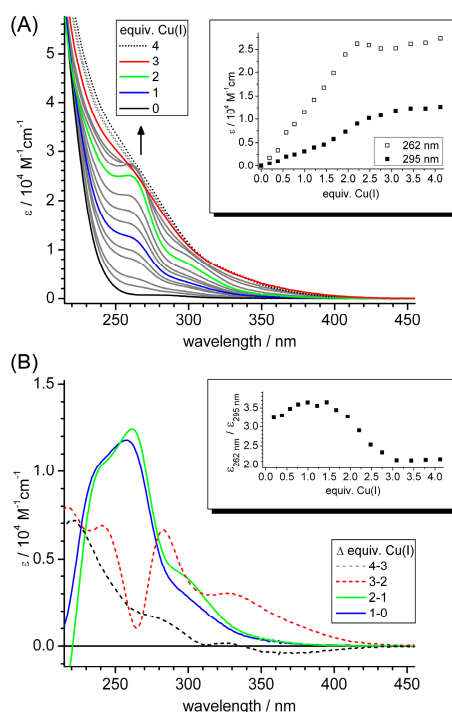 (A)
equiv. Cu(I)
4
3
2
1
0
ε / 10⁴ M⁻¹cm⁻¹
5
4
3
2
1
0
250 300 350 400 450
wavelength / nm
ε / 10⁴ M⁻¹cm
2.5
2.0
1.5
1.0
0.5
0.0
0.0 0.5 1.0 1.5 2.0 2.5 3.0 3.5 4.0
equiv. Cu(I)
262 nm
295 nm
(B)
ε / 10⁴ M⁻¹cm⁻¹
1.5
1.0
0.5
0.0
250 300 350 400 450
wavelength / nm
ε262 nm / ε295 nm
3.5
3.0
2.5
2.0
0.0 0.5 1.0 1.5 2.0 2.5 3.0 3.5 4.0
equiv. Cu(I)
Δ equiv. Cu(I)
4-3
3-2
2-1
1-0